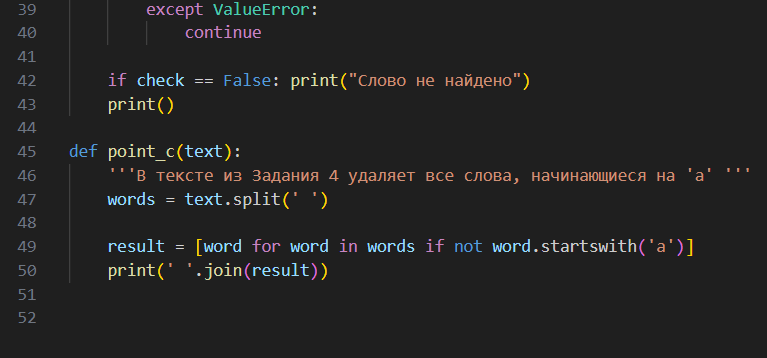 39 except ValueError:
40 continue
41
42 if check == False: print("Слово не найдено")
43 print()
44
45 def point_c(text):
46 '''В тексте из Задания 4 удаляет все слова, начинающиеся на 'a' '''
47 words = text.split(' ')
48
49 result = [word for word in words if not word.startswith('a')]
50 print(' '.join(result))
51
52